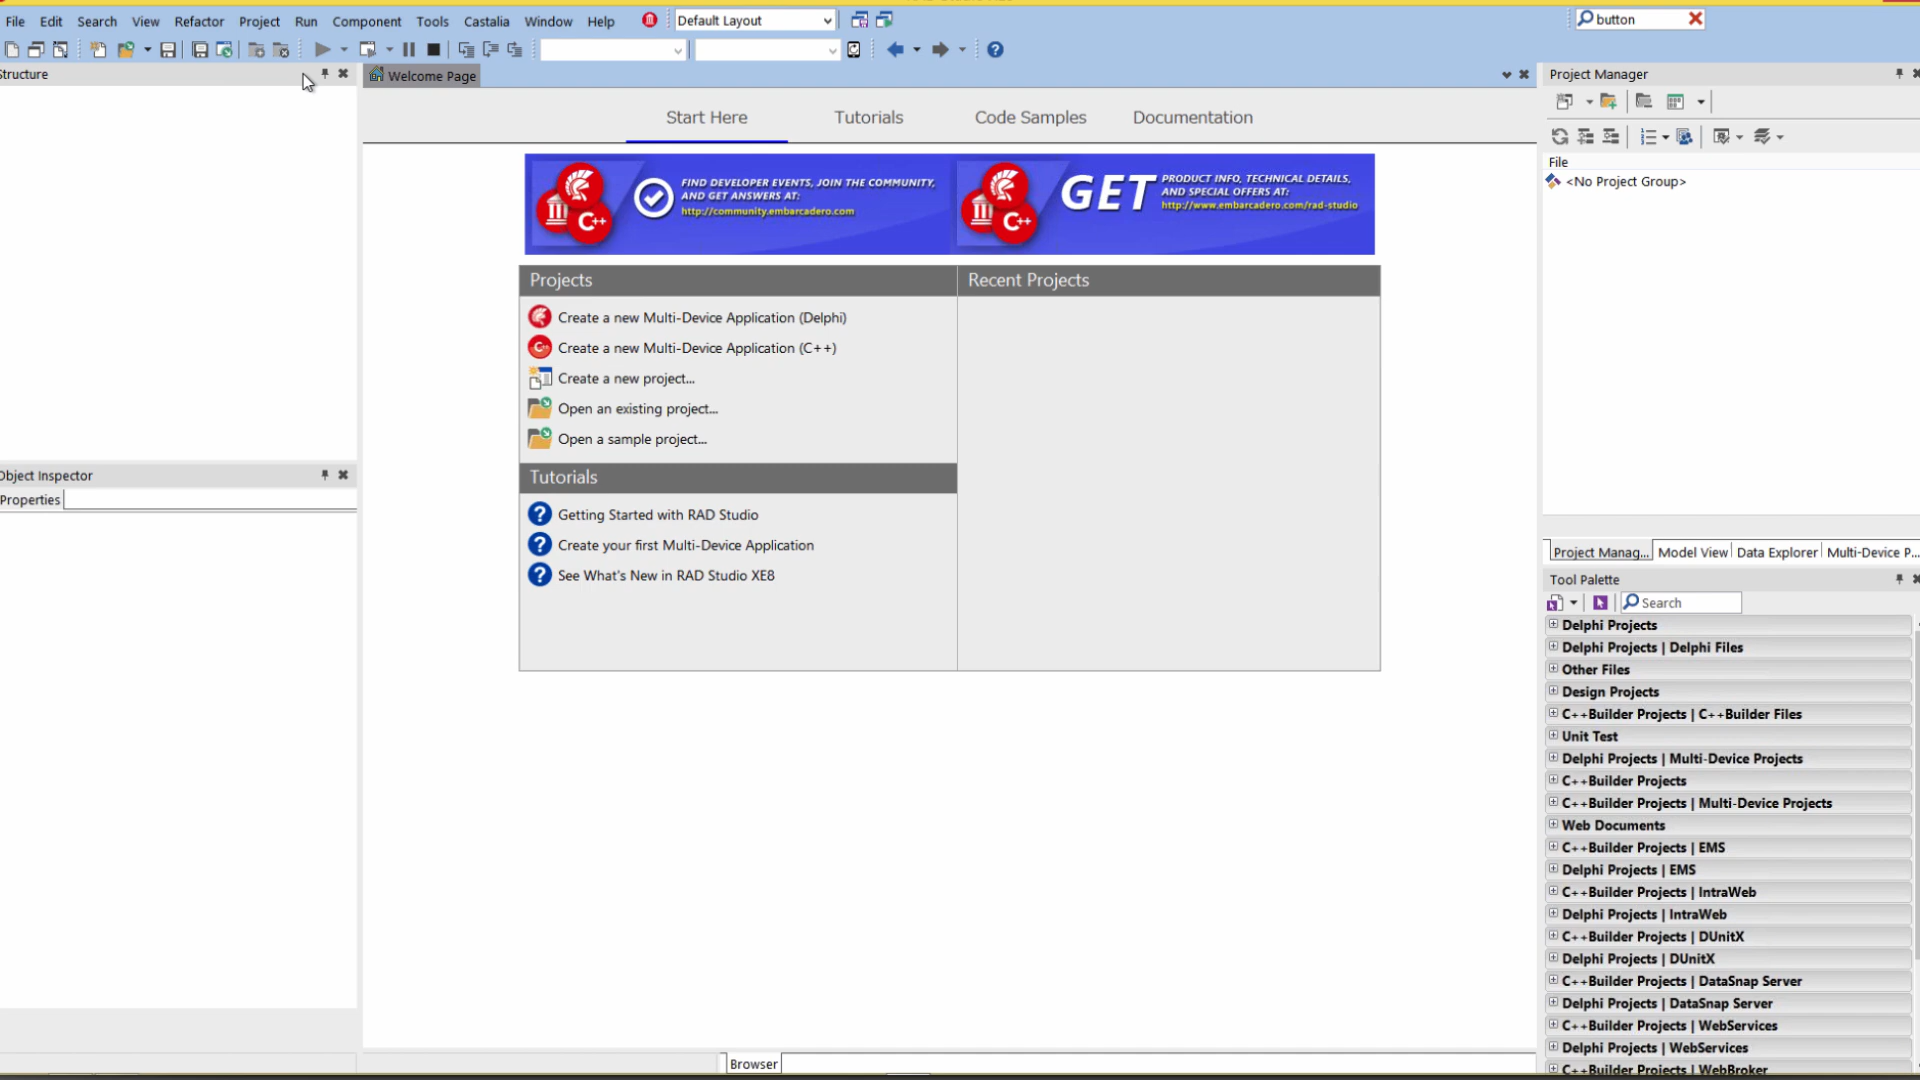 File Edit Search View Refactor Project Run Component Tools Castalia Window Help
Default Layout
button
Structure
Welcome Page
Start Here
Tutorials
Code Samples
Documentation
C++
FIND DEVELOPER EVENTS, JOIN THE COMMUNITY,
AND GET ANSWERS AT:
http://community.embarcadero.com
C++
GET
PRODUCT INFO, TECHNICAL DETAILS,
AND SPECIAL OFFERS AT:
http://www.embarcadero.com/rad-studio
Projects
Create a new Multi-Device Application (Delphi)
Create a new Multi-Device Application (C++)
Create a new project...
Open an existing project...
Open a sample project...
Tutorials
Getting Started with RAD Studio
Create your first Multi-Device Application
See What's New in RAD Studio XE8
Recent Projects
Object Inspector
Properties
Browser
Project Manager
File
<No Project Group>
Project Manag...
Model View
Data Explorer
Multi-Device P...
Tool Palette
Search
Delphi Projects
Delphi Projects | Delphi Files
Other Files
Design Projects
C++Builder Projects | C++Builder Files
Unit Test
Delphi Projects | Multi-Device Projects
C++Builder Projects
C++Builder Projects | Multi-Device Projects
Web Documents
C++Builder Projects | EMS
Delphi Projects | EMS
C++Builder Projects | IntraWeb
Delphi Projects | IntraWeb
C++Builder Projects | DUnitX
Delphi Projects | DUnitX
C++Builder Projects | DataSnap Server
Delphi Projects | DataSnap Server
C++Builder Projects | WebServices
Delphi Projects | WebServices
C++Builder Projects | WebBroker